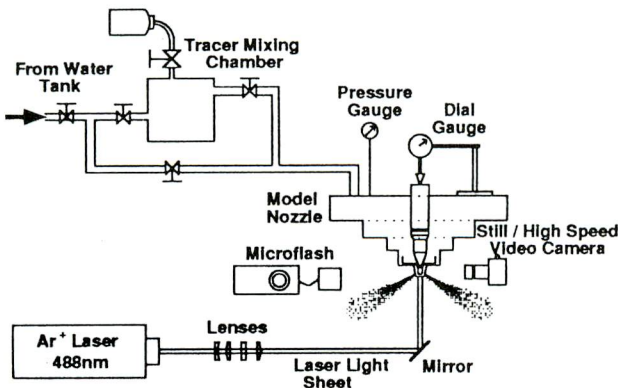 Tracer Mixing
Chamber
From Water
Tank
Pressure
Gauge
Dial
Gauge
Model
Nozzle
Still / High Speed
Video Camera
Microflash
Lenses
Ar+ Laser
488nm
Laser Light
Sheet
Mirror